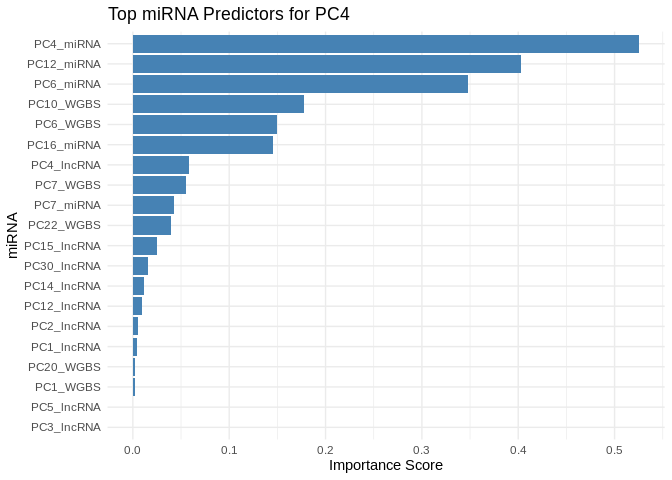 Top miRNA Predictors for PC4
miRNA
PC4_miRNA
PC12_miRNA
PC6_miRNA
PC10_WGBS
PC6_WGBS
PC16_miRNA
PC4_lncRNA
PC7_WGBS
PC7_miRNA
PC22_WGBS
PC15_lncRNA
PC30_lncRNA
PC14_lncRNA
PC12_lncRNA
PC2_lncRNA
PC1_lncRNA
PC20_WGBS
PC1_WGBS
PC5_lncRNA
PC3_lncRNA
0.0 0.1 0.2 0.3 0.4 0.5
Importance Score